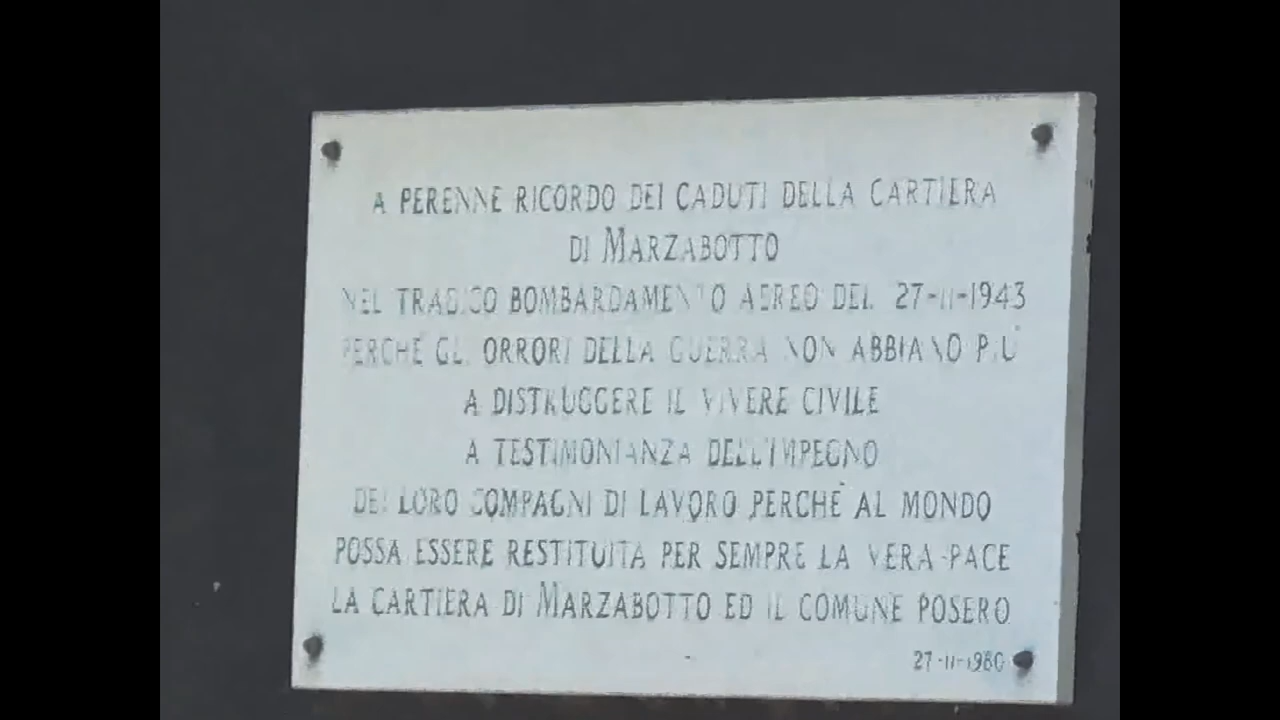 A PERENNE RICORDO DEI CADUTI DELLA CARTIERA
DI MARZABOTTO
NEL TRAGICO BOMBARDAMENTO AEREO DEL 27-11-1943
PERCHÉ GLI ORRORI DELLA GUERRA NON ABBIANO PIÙ
A DISTRUGGERE IL VIVERE CIVILE
A TESTIMONIANZA DELL'IMPEGNO
DEI LORO COMPAGNI DI LAVORO PERCHÈ AL MONDO
POSSA ESSERE RESTITUITA PER SEMPRE LA VERA PACE
LA CARTIERA DI MARZABOTTO ED IL COMUNE POSERO
27-11-1980